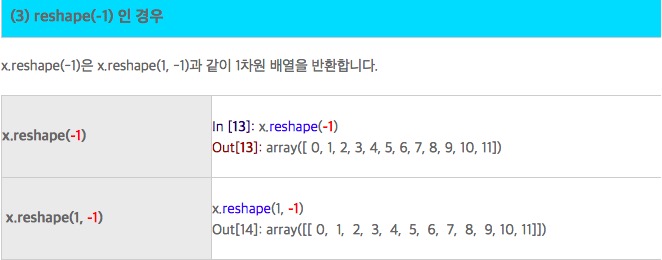 (3) reshape(-1) 인 경우
x.reshape(-1)은 x.reshape(1, -1)과 같이 1차원 배열을 반환합니다.
x.reshape(-1)
In [13]: x.reshape(-1)
Out[13]: array([ 0, 1, 2, 3, 4, 5, 6, 7, 8, 9, 10, 11])
x.reshape(1, -1)
x.reshape(1, -1)
Out[14]: array([[ 0, 1, 2, 3, 4, 5, 6, 7, 8, 9, 10, 11]])